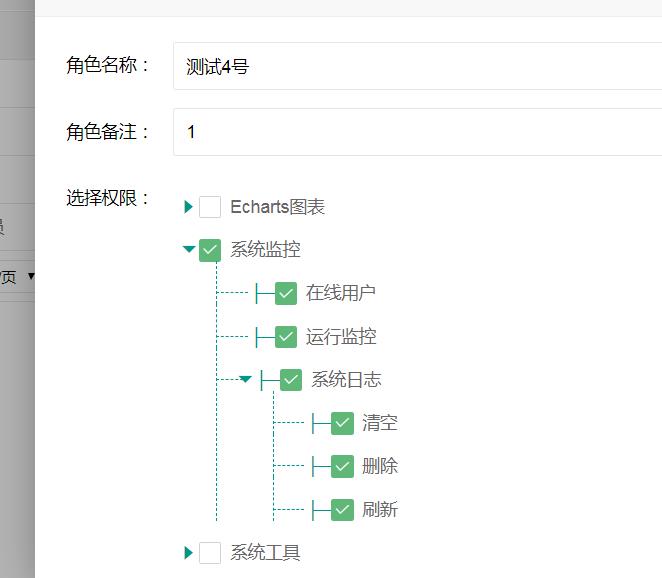 角色名称：
测试4号
角色备注：
1
选择权限：
Echarts图表
系统监控
在线用户
/页
运行监控
系统日志
清空
删除
刷新
系统工具